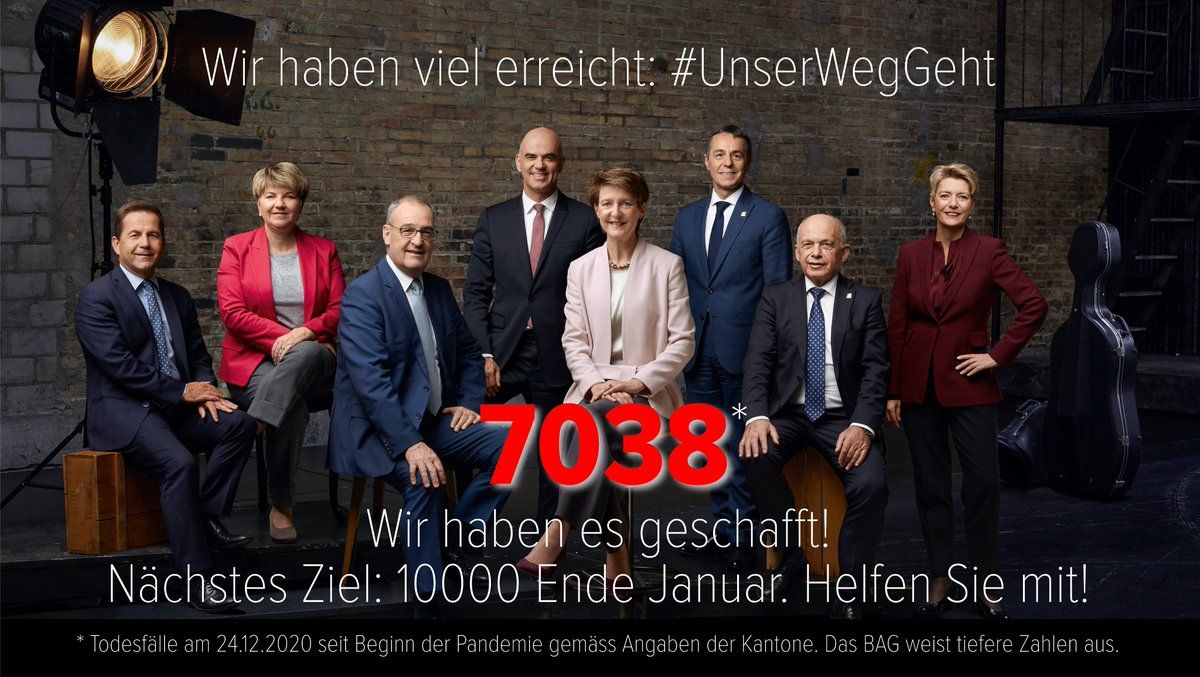 Wir haben viel erreicht: #UnserWegGeht
7038*
Wir haben es geschafft!
Nächstes Ziel: 10000 Ende Januar. Helfen Sie mit!
* Todesfälle am 24.12.2020 seit Beginn der Pandemie gemäss Angaben der Kantone. Das BAG weist tiefere Zahlen aus.